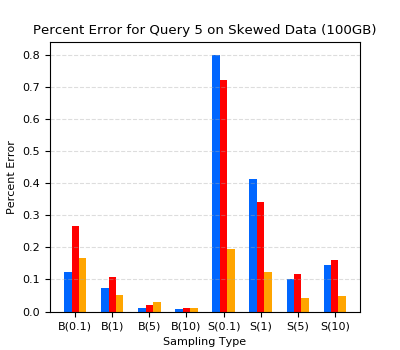 Percent Error for Query 5 on Skewed Data (100GB)
Percent Error
0.8
0.7
0.6
0.5
0.4
0.3
0.2
0.1
0.0
B(0.1) B(1) B(5) B(10) S(0.1) S(1) S(5) S(10)
Sampling Type